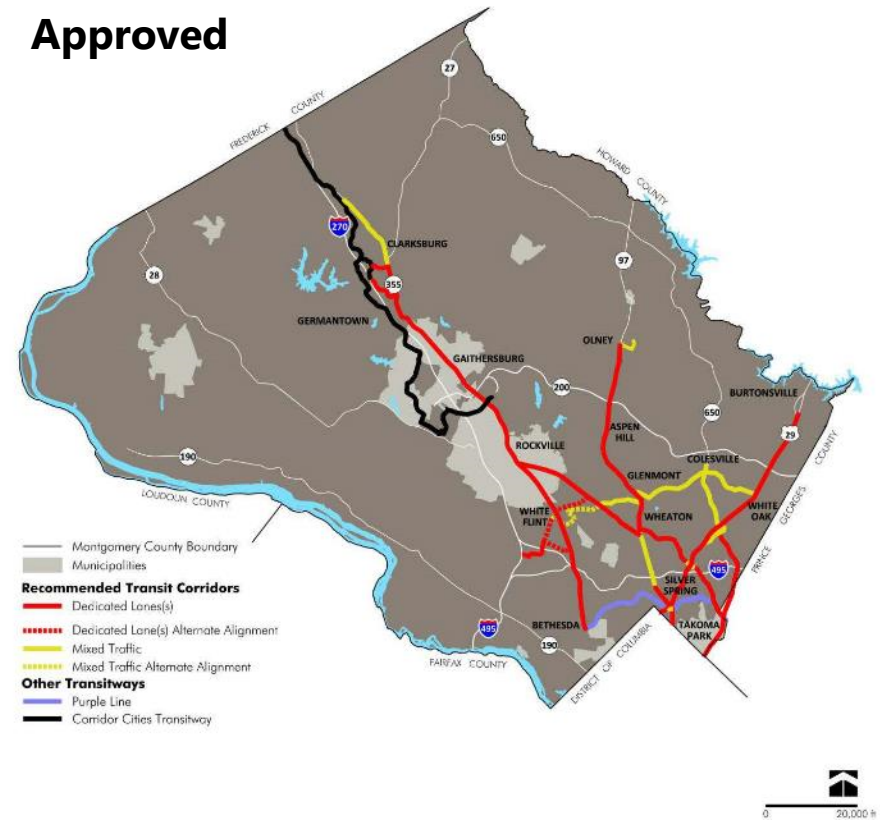 Approved
27
FREDERICK COUNTY
650
HOWARD COUNTY
270
CLARKSBURG
97
28
355
GERMANTOWN
OLNEY
GAITHERSBURG
200
BURTONSVILLE
650
29
ASPEN
HILL
ROCKVILLE
COLESVILLE
190
GLENMONT
LOUDOUN COUNTY
WHITE
FLINT
WHEATON
WHITE
OAK
PRINCE GEORGES COUNTY
495
SILVER
SPRING
BETHESDA
TAKOMA
PARK
495
190
FAIRFAX COUNTY
DISTRICT OF COLUMBIA
Montgomery County Boundary
Municipalities
Recommended Transit Corridors
Dedicated Lanes(s)
Dedicated Lane(s) Alternate Alignment
Mixed Traffic
Mixed Traffic Alternate Alignment
Other Transitways
Purple Line
Corridor Cities Transitway
0 20,000 ft